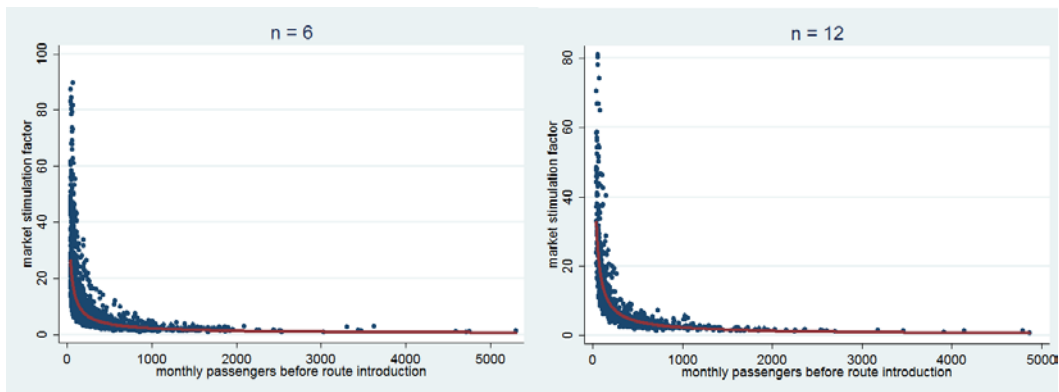 n = 6
market stimulation factor
100
80
60
40
20
0
0 1000 2000 3000 4000 5000
monthly passengers before route introduction
n = 12
market stimulation factor
80
60
40
20
0
0 1000 2000 3000 4000 5000
monthly passengers before route introduction